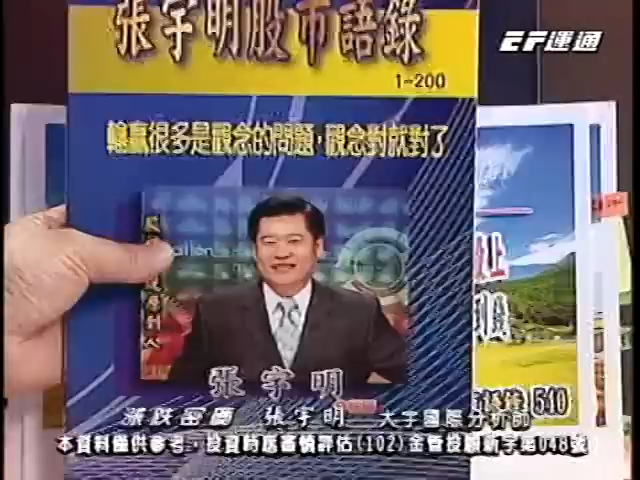 張宇明股市語錄
EF運通
1-200
輸贏很多是觀念的問題,觀念對就對了
張宇明
540
漲跌密碼 張宇明 大宇國際分析師
本資料僅供參考,投資時應審慎評估(102)金管投顧新字第048號